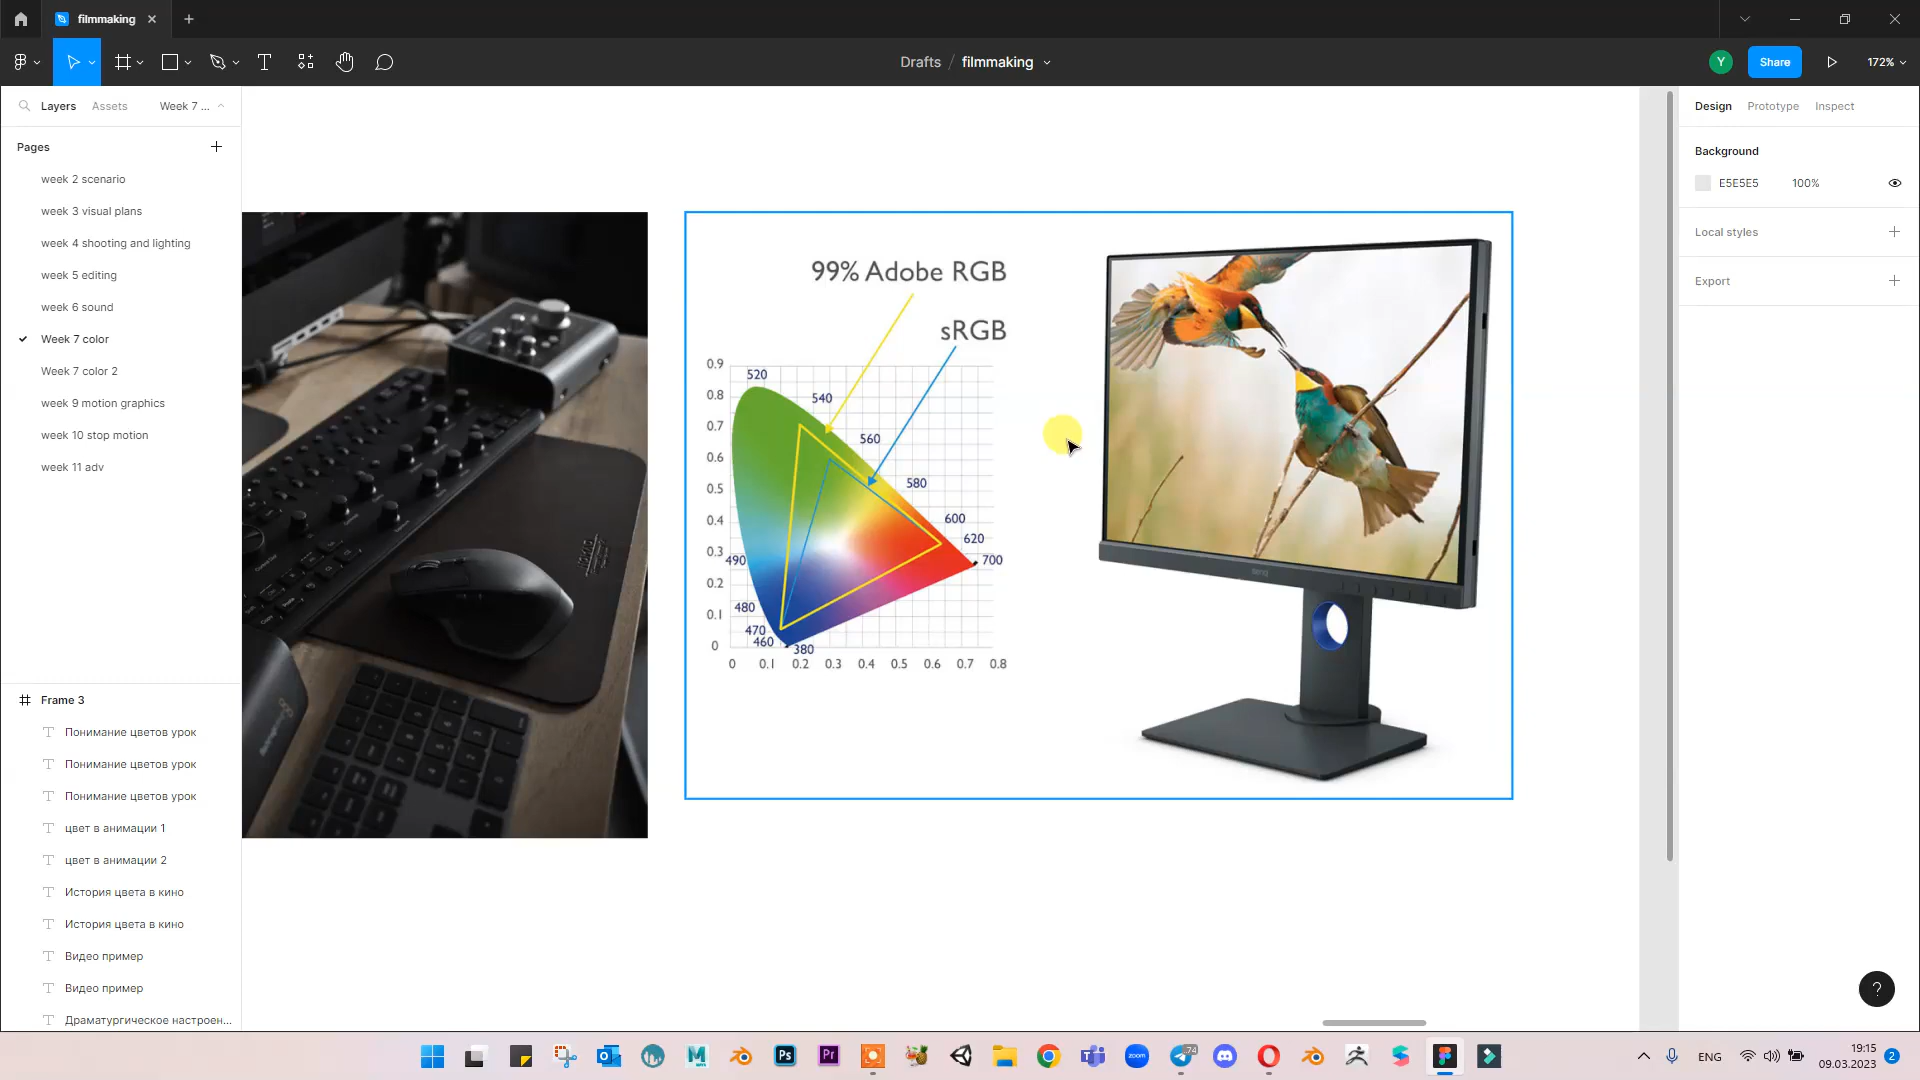 filmmaking
Drafts / filmmaking
Y
Share
172%
Layers
Assets
Week 7 ...
Pages
week 2 scenario
week 3 visual plans
week 4 shooting and lighting
week 5 editing
week 6 sound
Week 7 color
Week 7 color 2
week 9 motion graphics
week 10 stop motion
week 11 adv
Frame 3
Понимание цветов урок
Понимание цветов урок
Понимание цветов урок
цвет в анимации 1
цвет в анимации 2
История цвета в кино
История цвета в кино
Видео пример
Видео пример
Драматургическое настроен...
99% Adobe RGB
sRGB
0.9
0.8
0.7
0.6
0.5
0.4
0.3
0.2
0.1
0
520
540
560
580
600
620
700
490
480
470
460
380
0 0.1 0.2 0.3 0.4 0.5 0.6 0.7 0.8
BenQ
Design
Prototype
Inspect
Background
E5E5E5
100%
Local styles
Export
?
Ps
Pr
zoom
74
ENG
19:15
09.03.2023
2